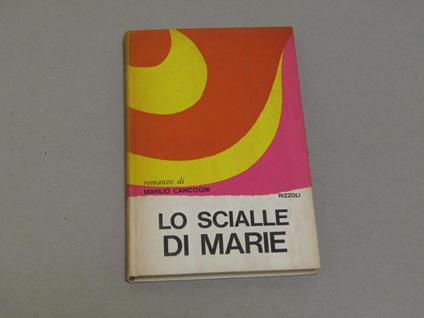 romanzo di
MANLIO CANCOGNI
RIZZOLI
LO SCIALLE
DI MARIE